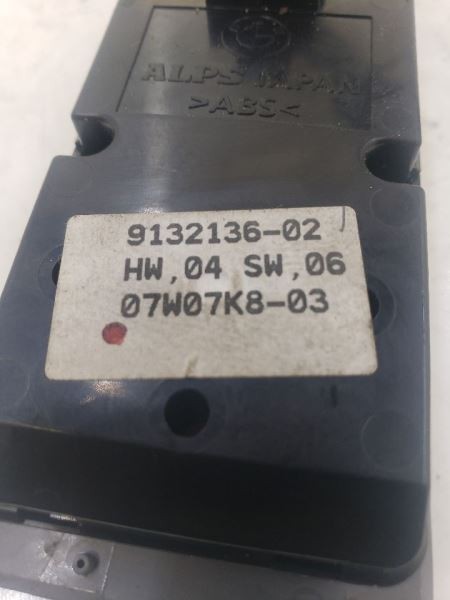 ALPS JAPAN
>ABS<
9132136-02
HW,04 SW,06
07W07K8-03